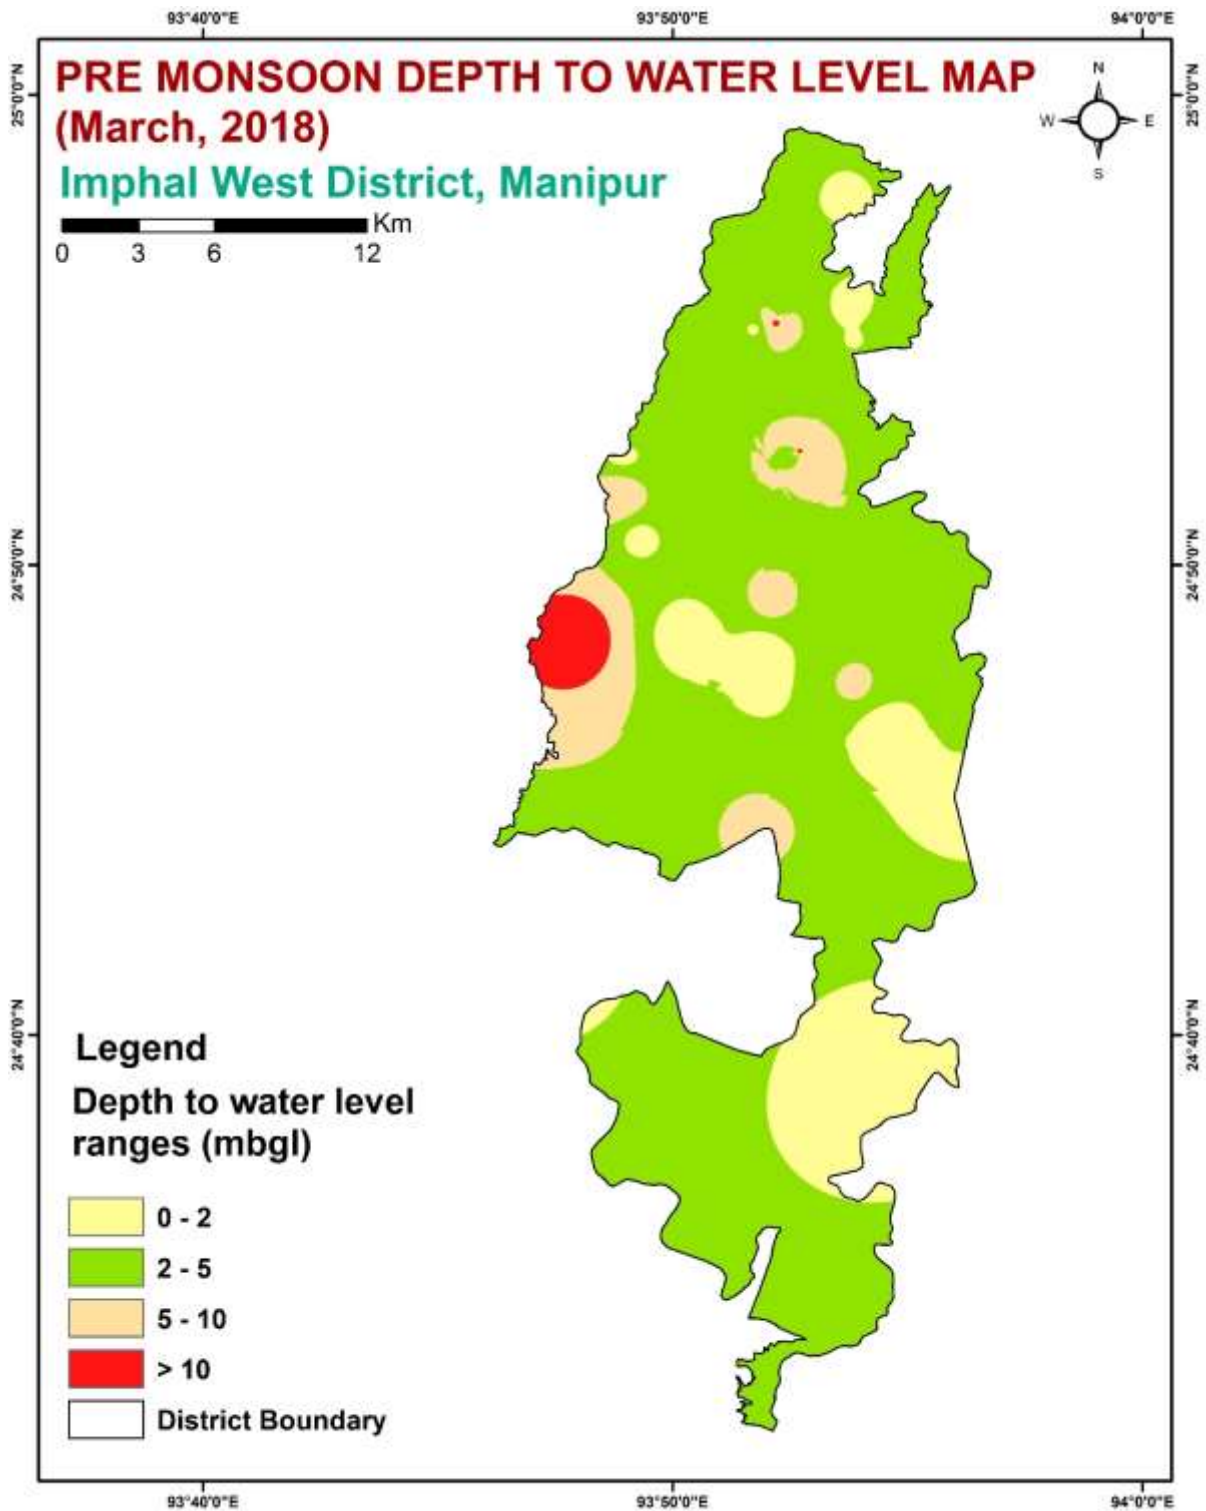 93°40'0"E 93°50'0"E 94°0'0"E
PRE MONSOON DEPTH TO WATER LEVEL MAP
(March, 2018)
Imphal West District, Manipur
Km
0 3 6 12
N
W E
S
25°0'0"N 25°0'0"N
24°50'0"N 24°50'0"N
24°40'0"N 24°40'0"N
Legend
Depth to water level
ranges (mbgl)
0 - 2
2 - 5
5 - 10
> 10
District Boundary
93°40'0"E 93°50'0"E 94°0'0"E